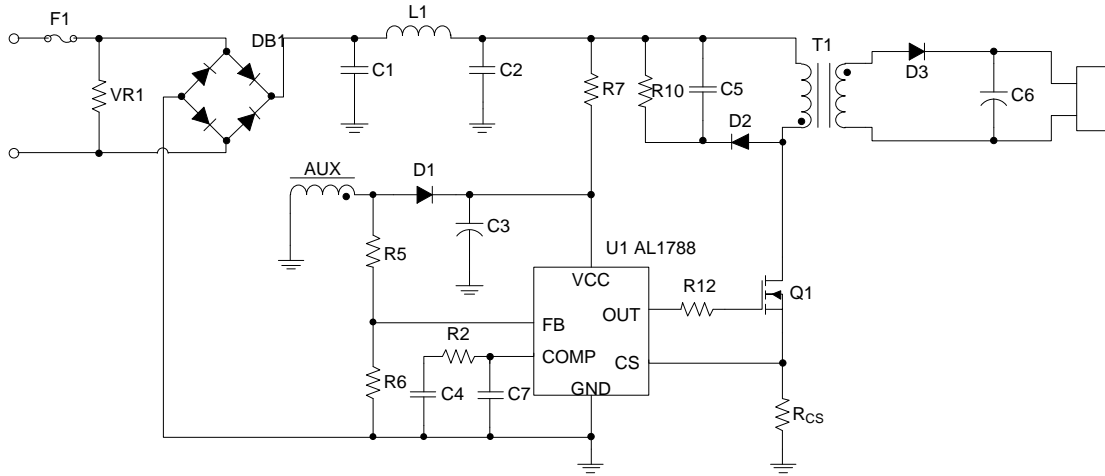 F1
L1
DB1
T1
VR1
C1
C2
R7
R10
C5
D2
D3
C6
AUX
D1
C3
R5
U1 AL1788
VCC
R12
Q1
OUT
FB
R2
COMP
CS
R6
C4
C7
GND
RCS